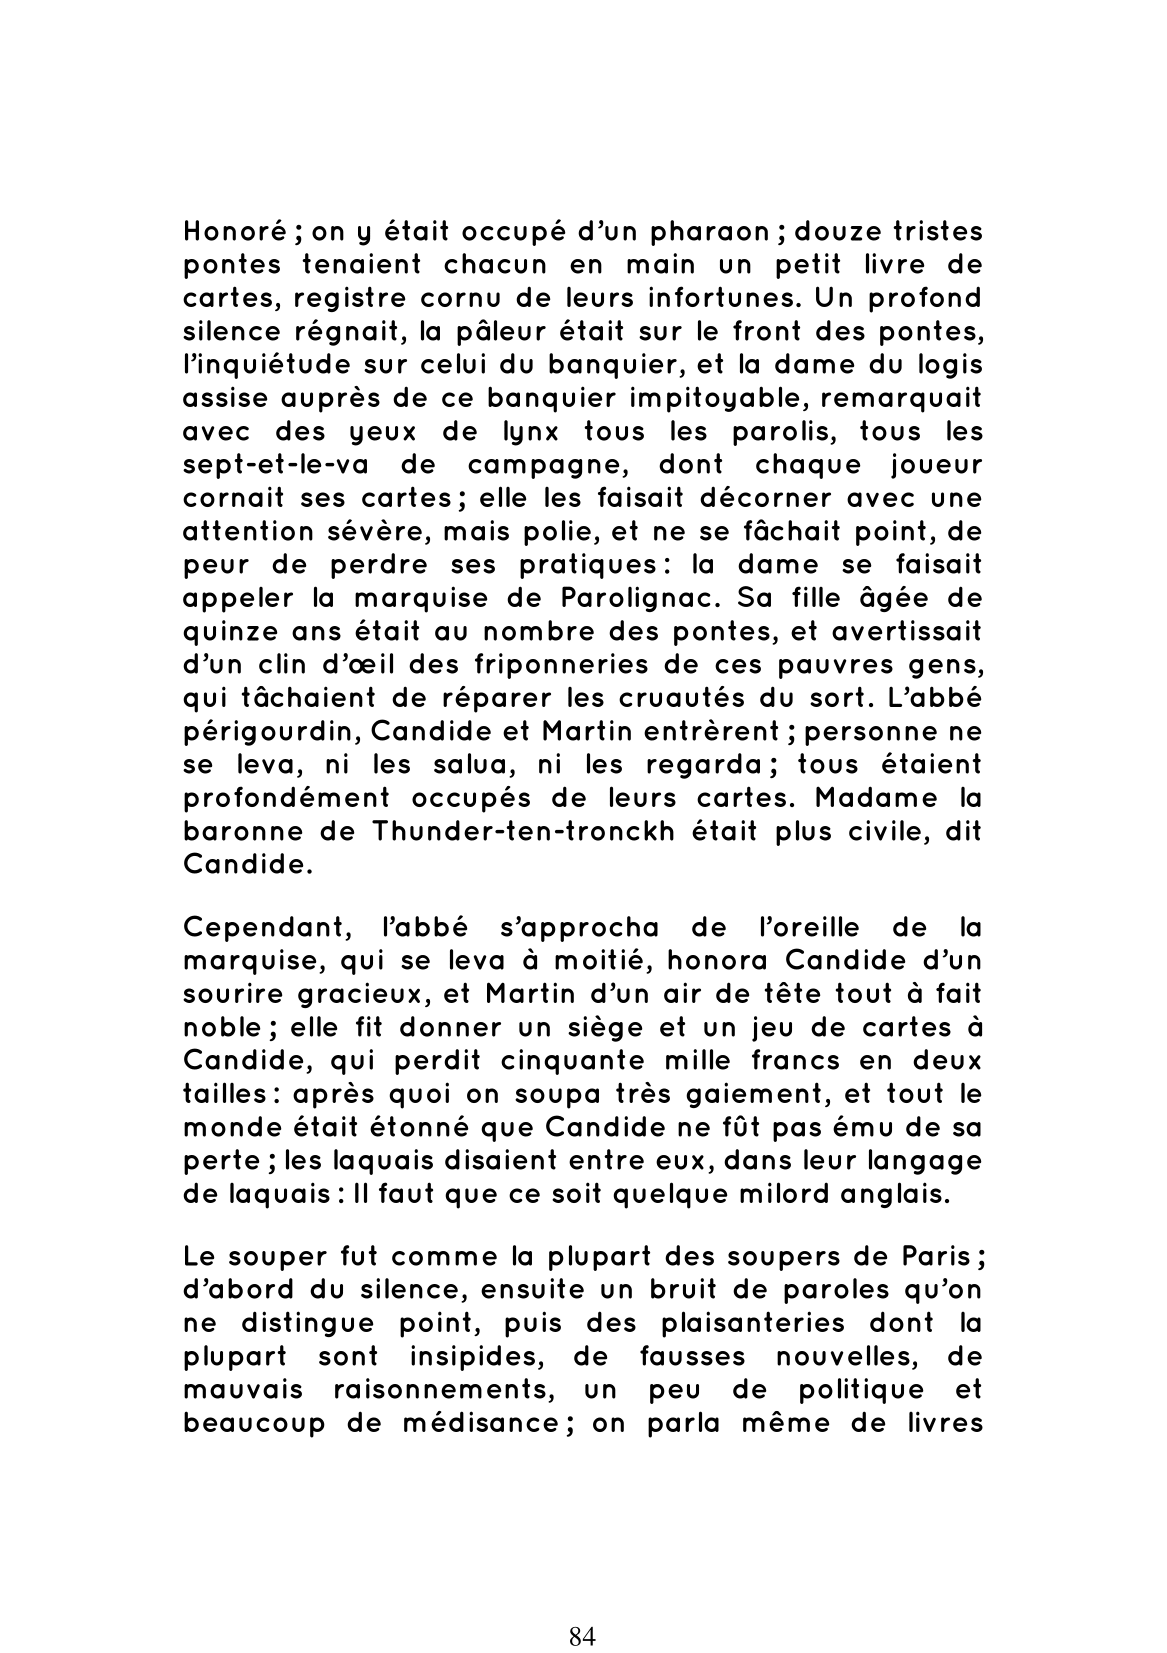 Honoré ; on y était occupé d’un pharaon ; douze tristes
pontes tenaient chacun en main un petit livre de
cartes, registre cornu de leurs infortunes. Un profond
silence régnait, la pâleur était sur le front des pontes,
l’inquiétude sur celui du banquier, et la dame du logis
assise auprès de ce banquier impitoyable, remarquait
avec des yeux de lynx tous les parolis, tous les
sept-et-le-va de campagne, dont chaque joueur
cornait ses cartes ; elle les faisait décorner avec une
attention sévère, mais polie, et ne se fâchait point, de
peur de perdre ses pratiques : la dame se faisait
appeler la marquise de Parolignac. Sa fille âgée de
quinze ans était au nombre des pontes, et avertissait
d’un clin d’œil des friponneries de ces pauvres gens,
qui tâchaient de réparer les cruautés du sort. L’abbé
périgourdin, Candide et Martin entrèrent ; personne ne
se leva, ni les salua, ni les regarda ; tous étaient
profondément occupés de leurs cartes. Madame la
baronne de Thunder-ten-tronckh était plus civile, dit
Candide.
Cependant, l’abbé s’approcha de l’oreille de la
marquise, qui se leva à moitié, honora Candide d’un
sourire gracieux, et Martin d’un air de tête tout à fait
noble ; elle fit donner un siège et un jeu de cartes à
Candide, qui perdit cinquante mille francs en deux
tailles : après quoi on soupa très gaiement, et tout le
monde était étonné que Candide ne fût pas ému de sa
perte ; les laquais disaient entre eux, dans leur langage
de laquais : Il faut que ce soit quelque milord anglais.
Le souper fut comme la plupart des soupers de Paris ;
d’abord du silence, ensuite un bruit de paroles qu’on
ne distingue point, puis des plaisanteries dont la
plupart sont insipides, de fausses nouvelles, de
mauvais raisonnements, un peu de politique et
beaucoup de médisance ; on parla même de livres
84